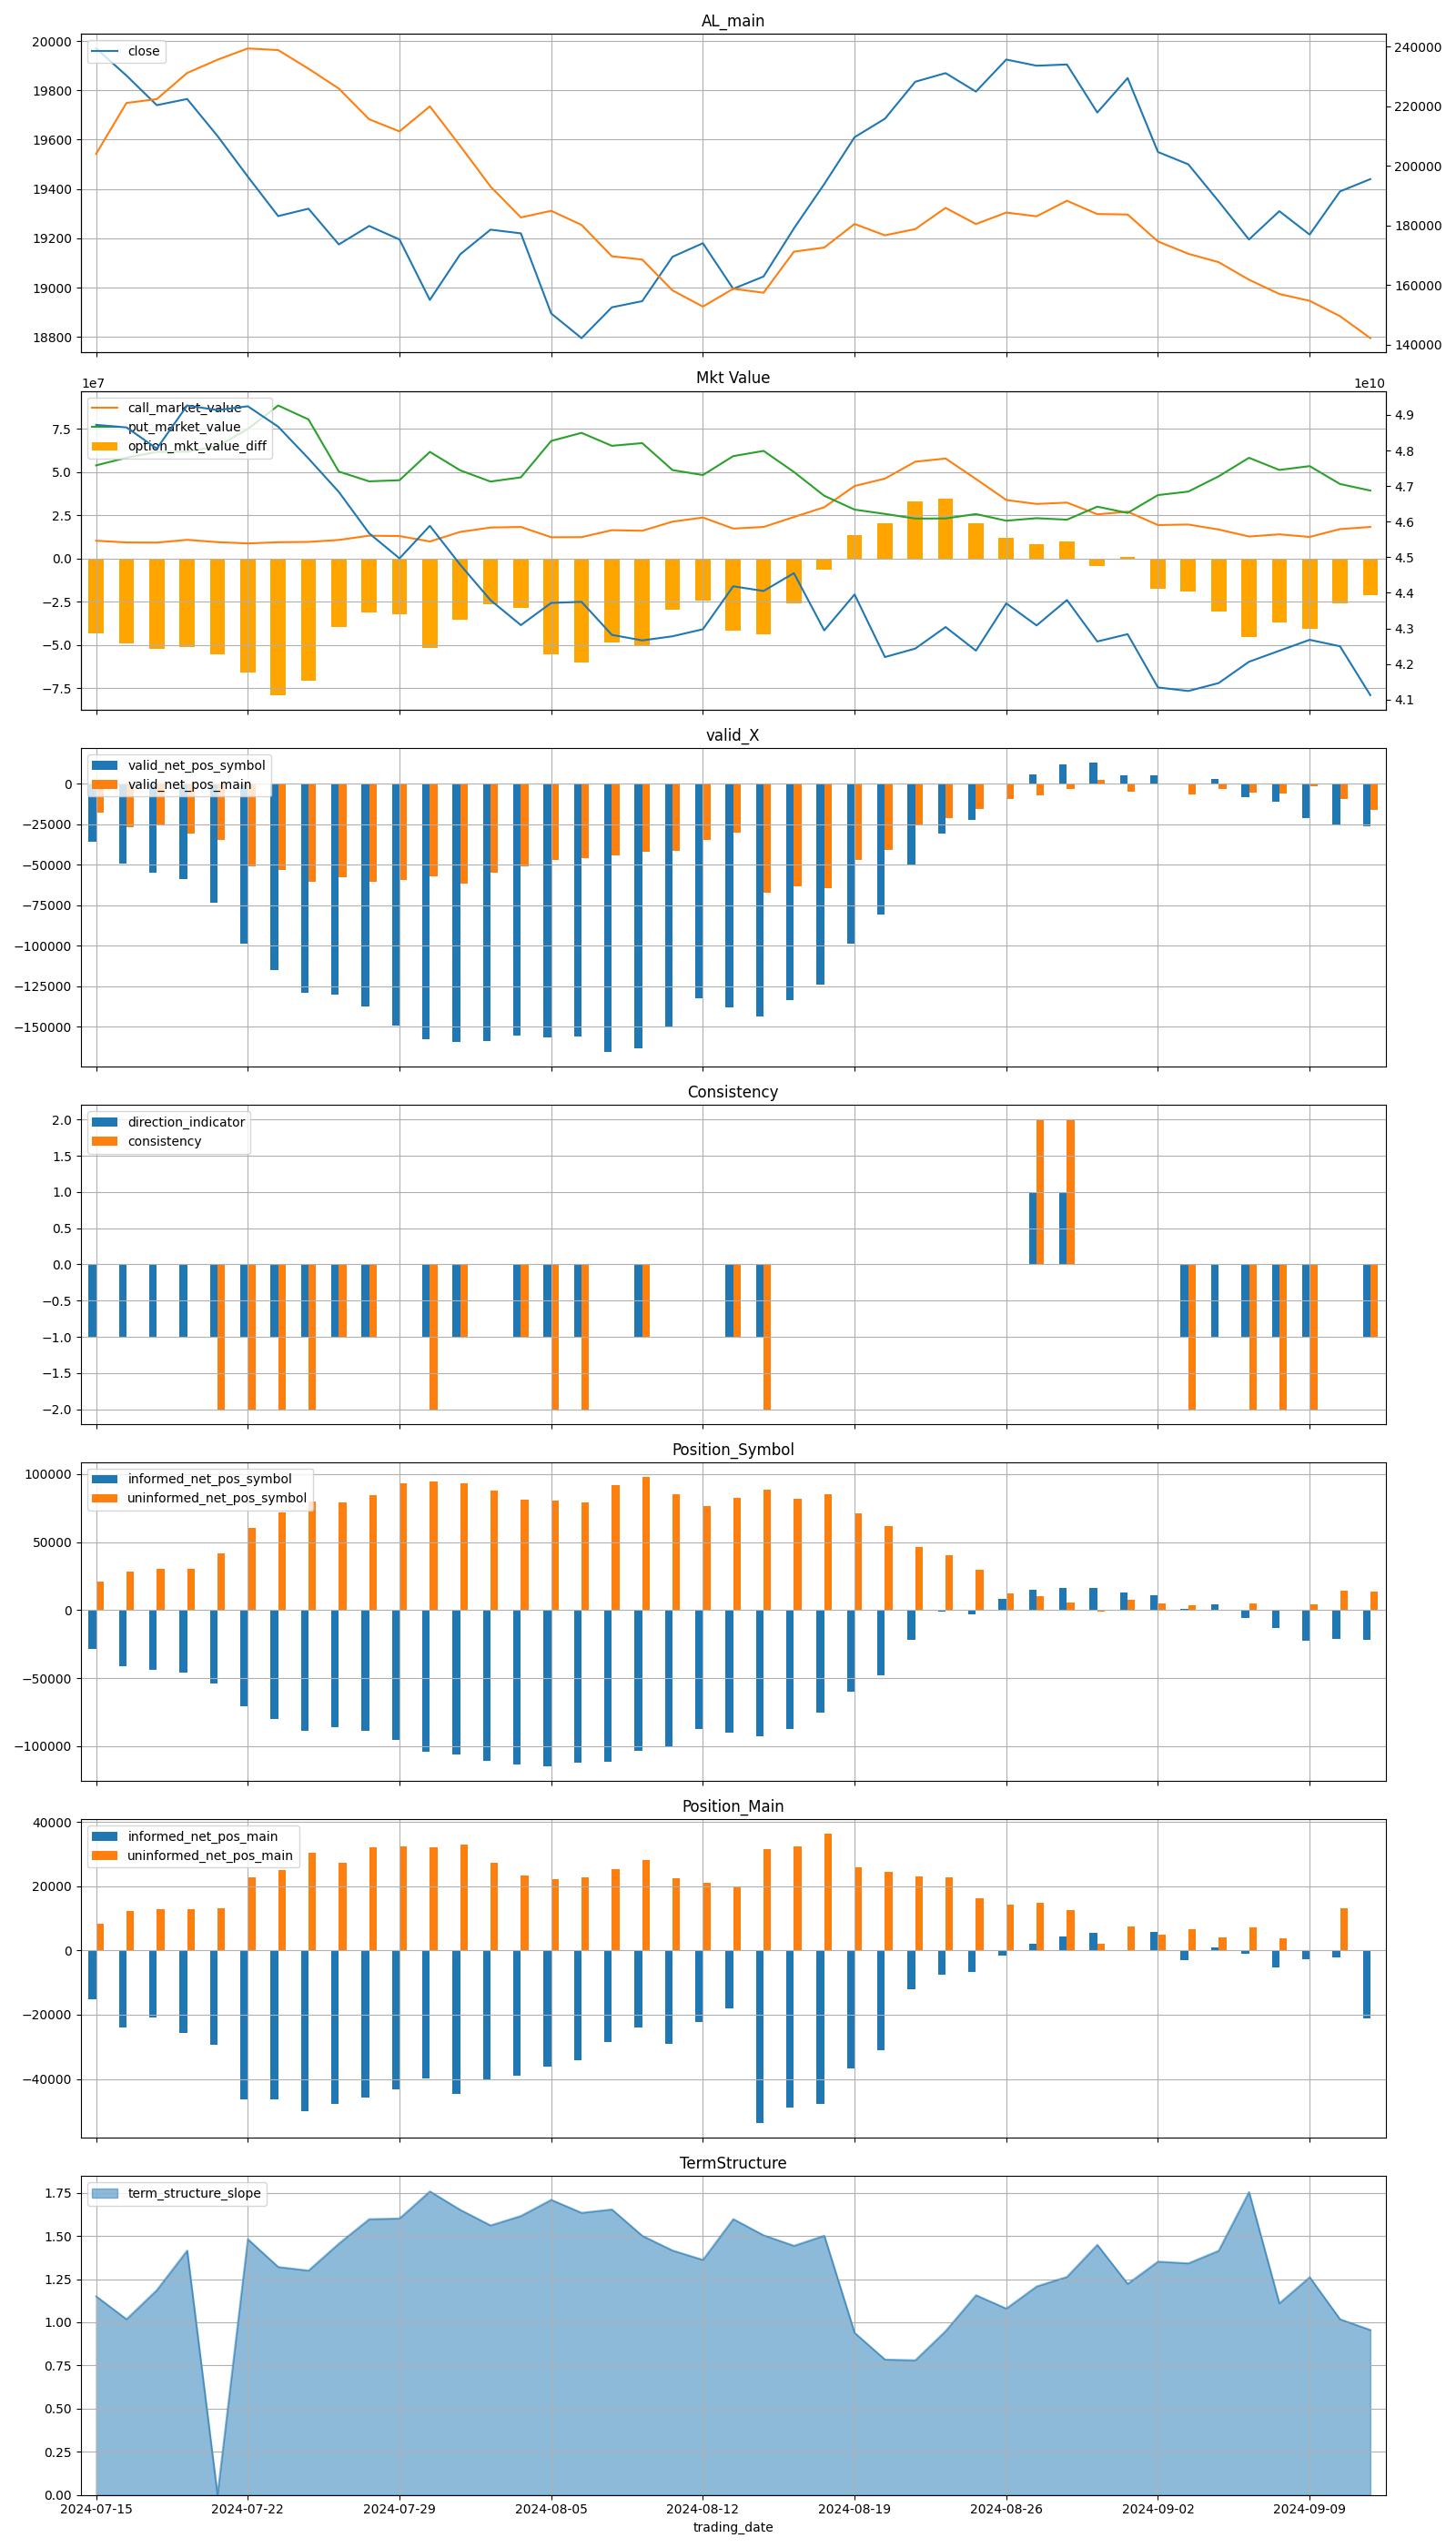 AL_main
close
20000
19800
19600
19400
19200
19000
18800
240000
220000
200000
180000
160000
140000
Mkt Value
1e7
1e10
call_market_value
put_market_value
option_mkt_value_diff
7.5
5.0
2.5
0.0
−2.5
−5.0
−7.5
4.9
4.8
4.7
4.6
4.5
4.4
4.3
4.2
4.1
valid_X
valid_net_pos_symbol
valid_net_pos_main
0
−25000
−50000
−75000
−100000
−125000
−150000
Consistency
direction_indicator
consistency
2.0
1.5
1.0
0.5
0.0
−0.5
−1.0
−1.5
−2.0
Position_Symbol
informed_net_pos_symbol
uninformed_net_pos_symbol
100000
50000
0
−50000
−100000
Position_Main
informed_net_pos_main
uninformed_net_pos_main
40000
20000
0
−20000
−40000
TermStructure
term_structure_slope
1.75
1.50
1.25
1.00
0.75
0.50
0.25
0.00
2024-07-15 2024-07-22 2024-07-29 2024-08-05 2024-08-12 2024-08-19 2024-08-26 2024-09-02 2024-09-09
trading_date